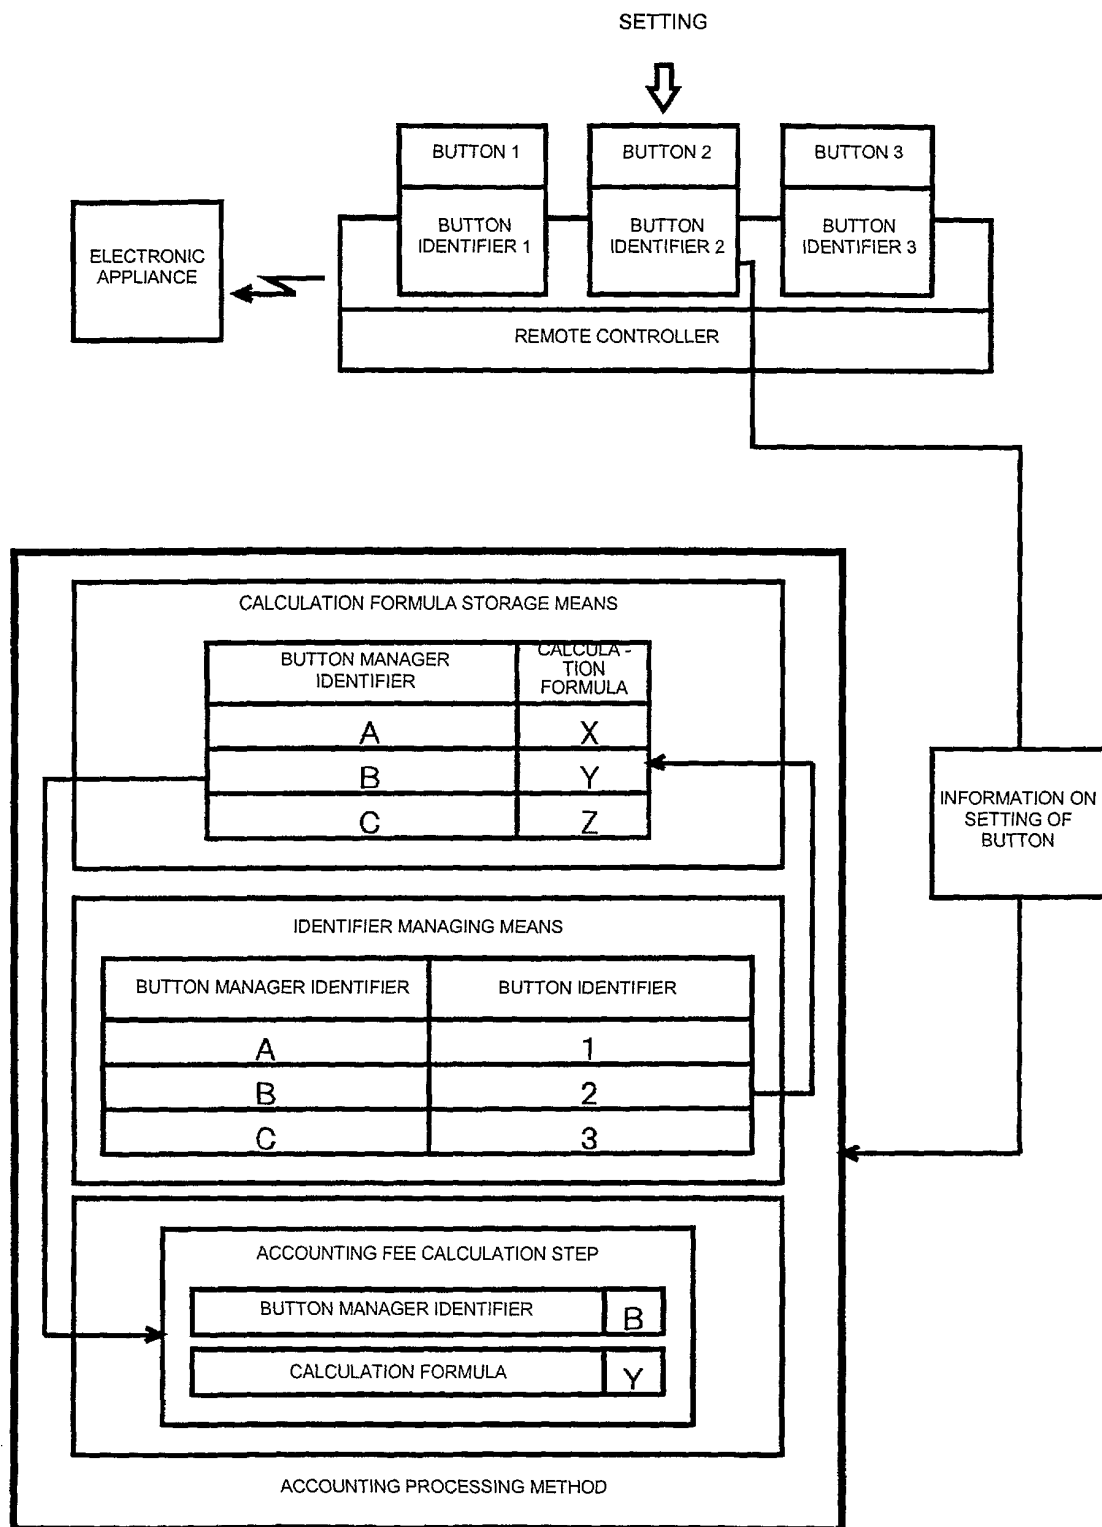 SETTING
BUTTON 1
BUTTON 2
BUTTON 3
BUTTON
IDENTIFIER 1
BUTTON
IDENTIFIER 2
BUTTON
IDENTIFIER 3
ELECTRONIC
APPLIANCE
REMOTE CONTROLLER
CALCULATION FORMULA STORAGE MEANS
BUTTON MANAGER
IDENTIFIER
CALCULA -
TION
FORMULA
A X
B Y
C Z
INFORMATION ON
SETTING OF
BUTTON
IDENTIFIER MANAGING MEANS
BUTTON MANAGER IDENTIFIER BUTTON IDENTIFIER
A 1
B 2
C 3
ACCOUNTING FEE CALCULATION STEP
BUTTON MANAGER IDENTIFIER B
CALCULATION FORMULA Y
ACCOUNTING PROCESSING METHOD